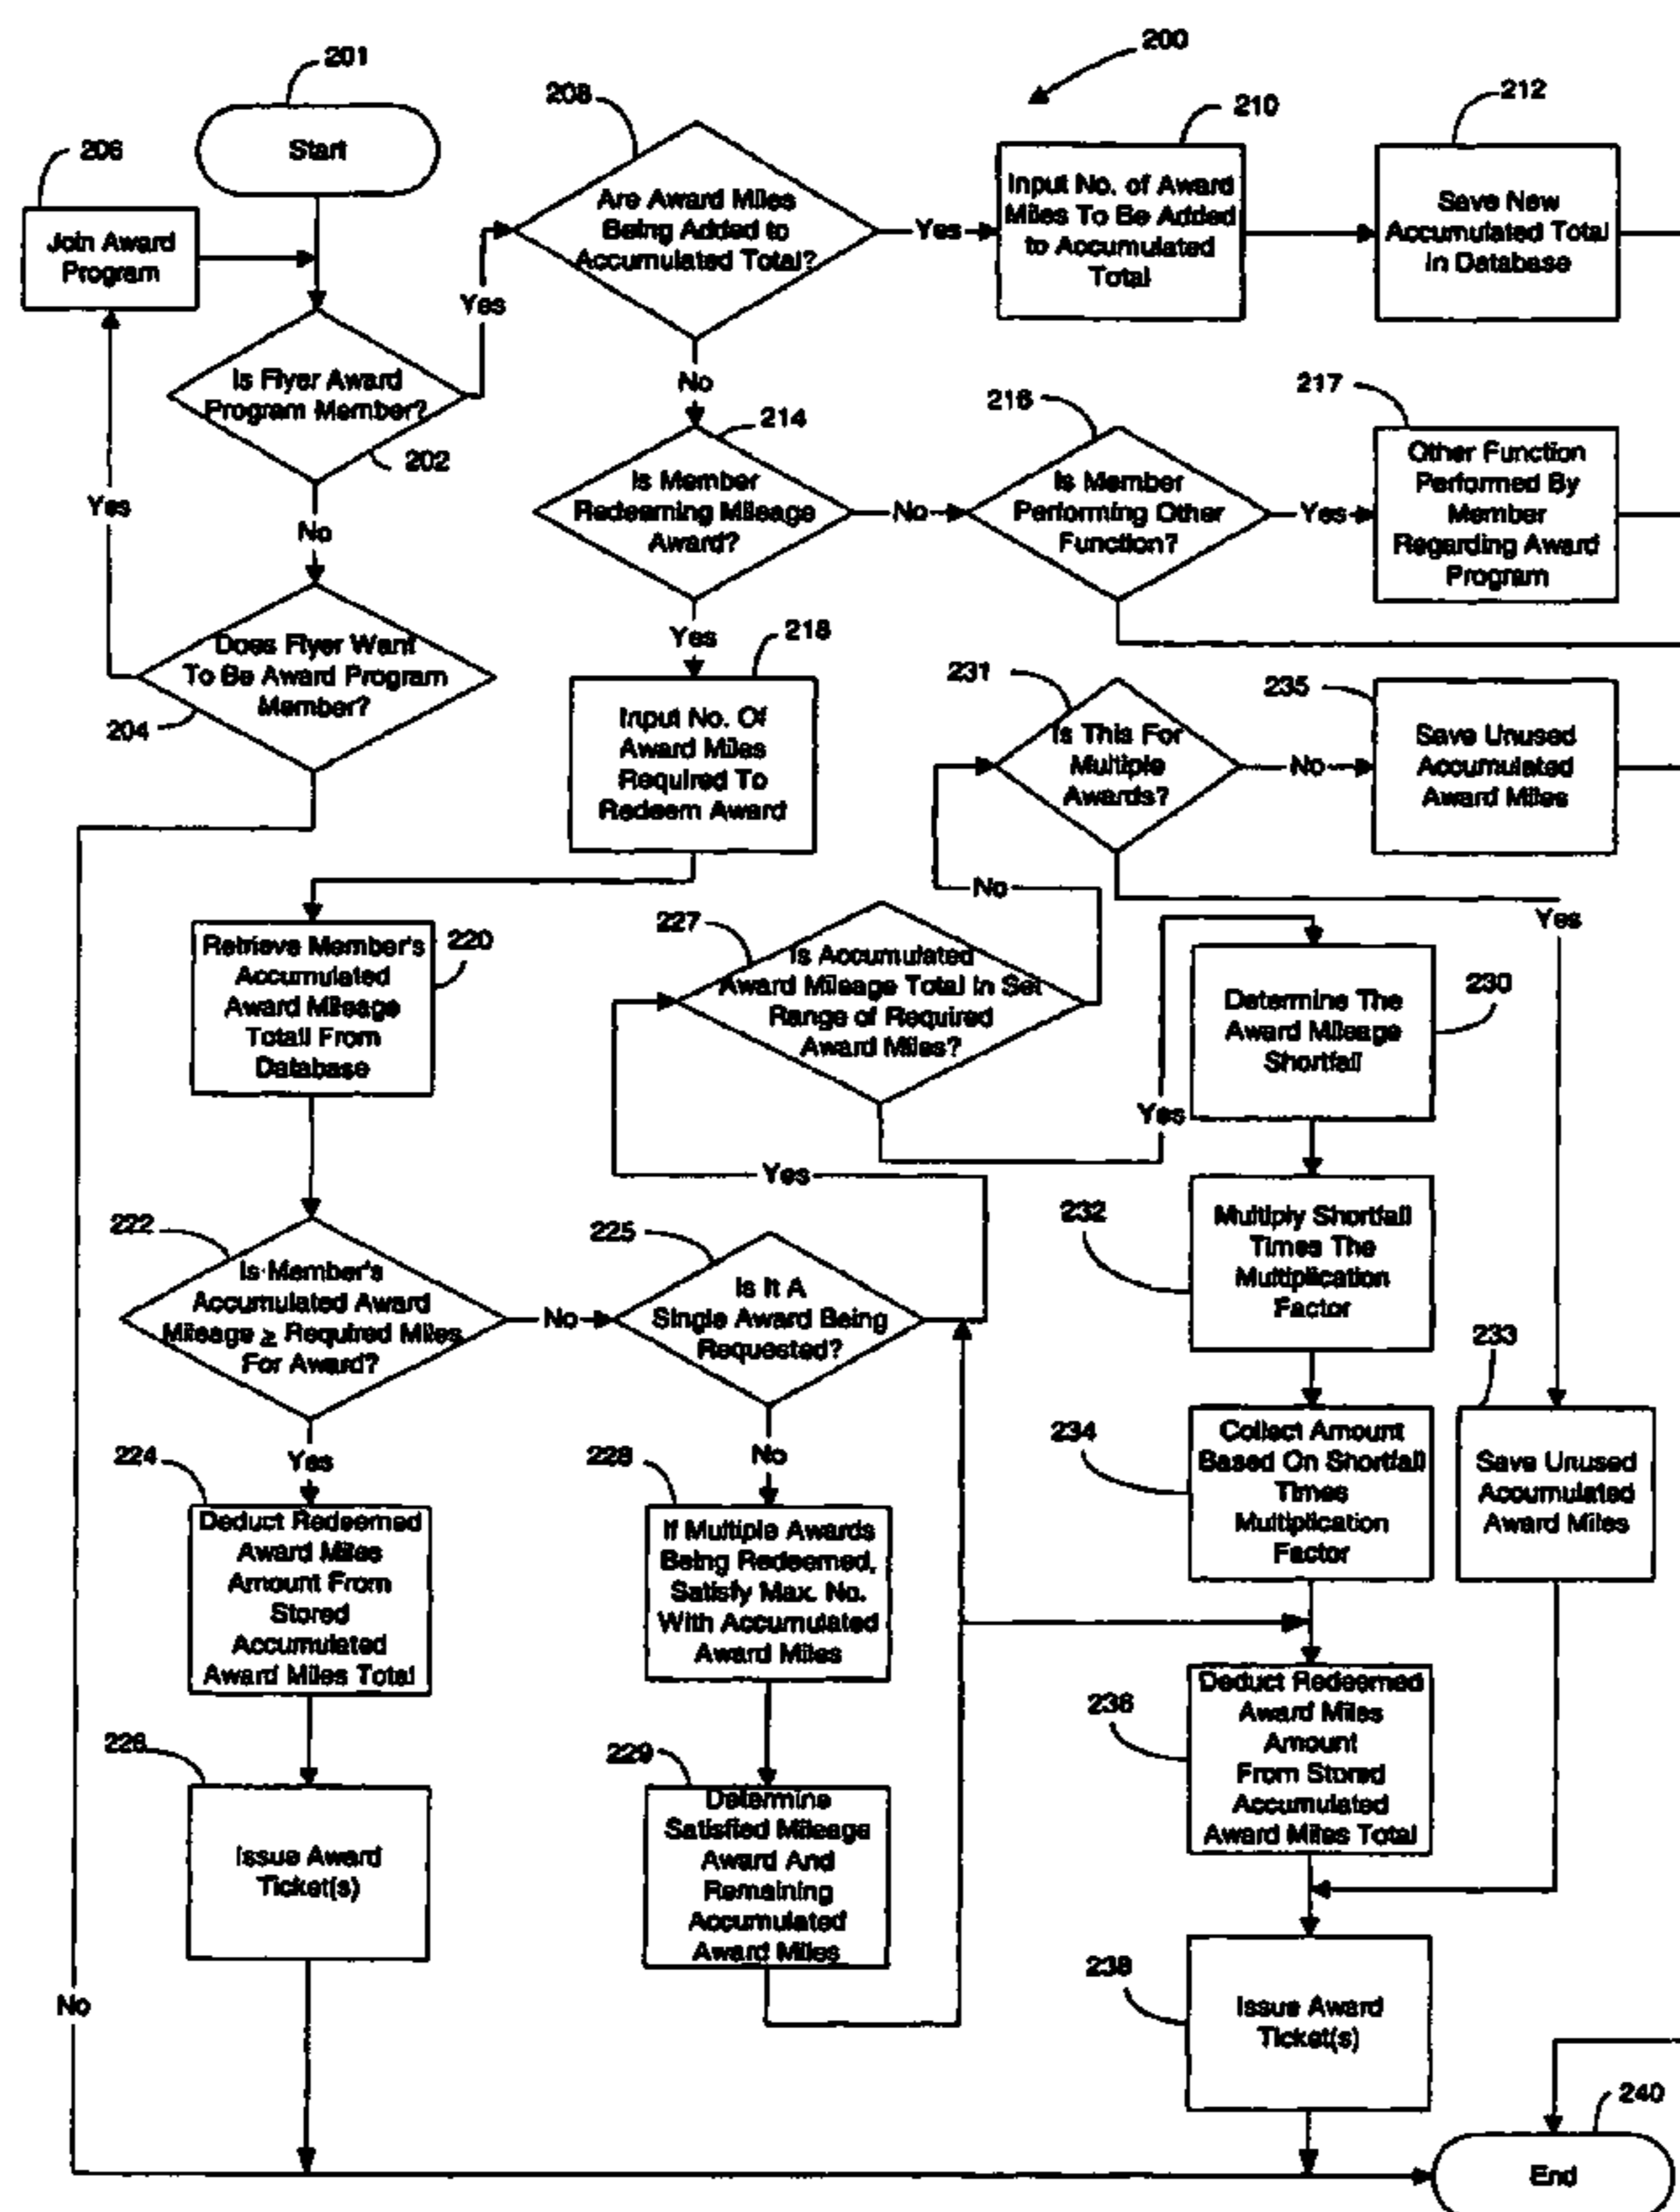 200
201
Start
206
Join Award
Program
208
Are Award Miles
Being Added to
Accumulated Total?
Yes
210
Input No. of Award
Miles To Be Added
to Accumulated
Total
212
Save New
Accumulated Total
In Database
Yes
Is Flyer Award
Program Member?
202
No
Yes
No
214
Is Member
Redeeming Mileage
Award?
No
216
Is Member
Performing Other
Function?
Yes
217
Other Function
Performed By
Member
Regarding Award
Program
Does Flyer Want
To Be Award Program
Member?
204
Yes
218
Input No. Of
Award Miles
Required To
Redeem Award
231
Is This For
Multiple
Awards?
No
235
Save Unused
Accumulated
Award Miles
No
Yes
220
Retrieve Member's
Accumulated
Award Mileage
Totall From
Database
227
Is Accumulated
Award Mileage Total In Set
Range of Required
Award Miles?
Yes
230
Determine The
Award Mileage
Shortfall
Yes
222
Is Member's
Accumulated Award
Mileage ≥ Required Miles
For Award?
No
225
Is It A
Single Award Being
Requested?
232
Multiply Shortfall
Times The
Multiplication
Factor
Yes
No
224
Deduct Redeemed
Award Miles
Amount From
Stored
Accumulated
Award Miles Total
228
If Multiple Awards
Being Redeemed,
Satisfy Max. No.
With Accumulated
Award Miles
234
Collect Amount
Based On Shortfall
Times
Multiplication
Factor
233
Save Unused
Accumulated
Award Miles
226
Issue Award
Ticket(s)
229
Determine
Satisfied Mileage
Award And
Remaining
Accumulated
Award Miles
236
Deduct Redeemed
Award Miles
Amount
From Stored
Accumulated
Award Miles Total
238
Issue Award
Ticket(s)
No
240
End